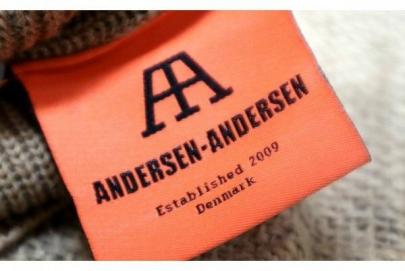 AA
ANDERSEN-ANDERSEN
Established 2009
Denmark